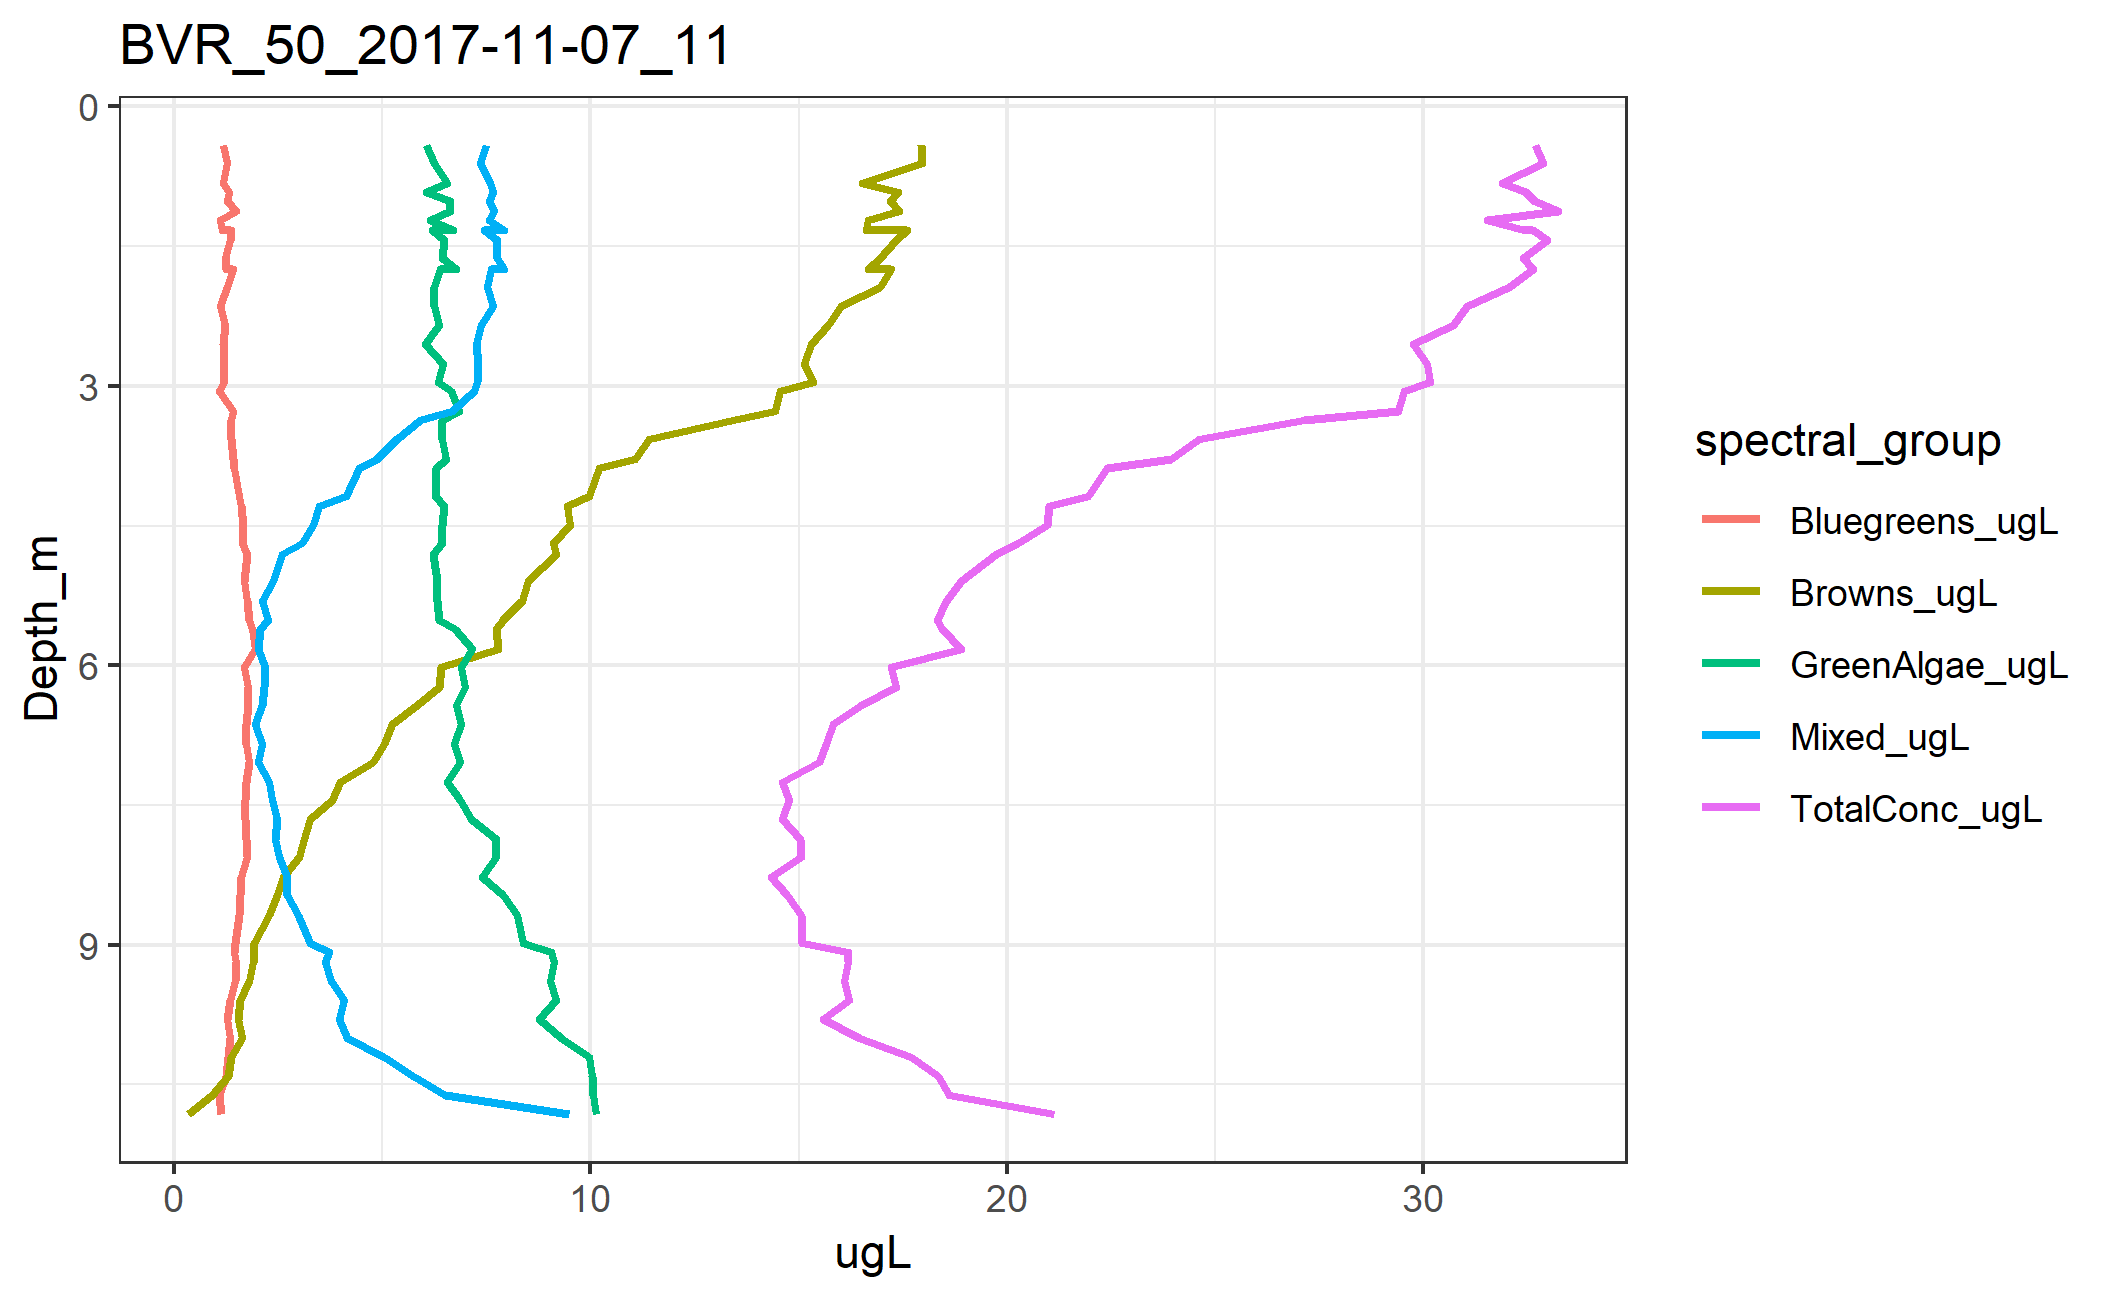 BVR_50_2017-11-07_11
0
3
6
9
Depth_m
0 10 20 30
ugL
spectral_group
Bluegreens_ugL
Browns_ugL
GreenAlgae_ugL
Mixed_ugL
TotalConc_ugL